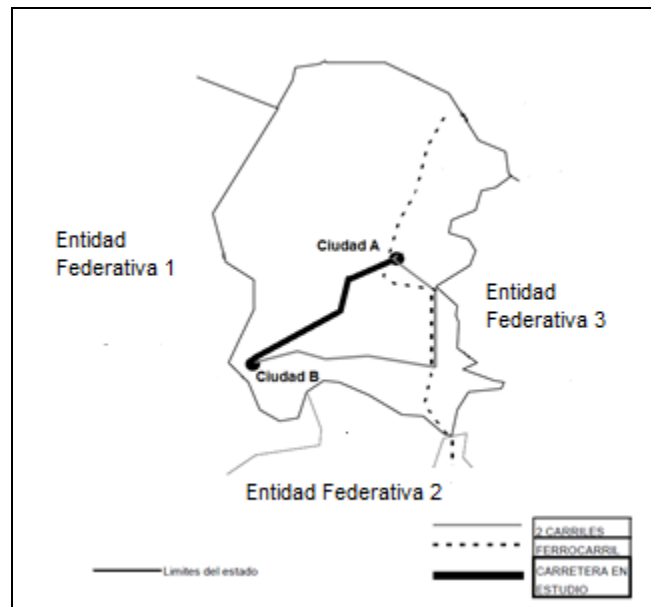 Ciudad A
Entidad
Federativa 1
Entidad
Federativa 3
Ciudad B
Entidad Federativa 2
2 CARRILES
FERROCARRIL
CARRETERA EN
ESTUDIO
Limites del estado